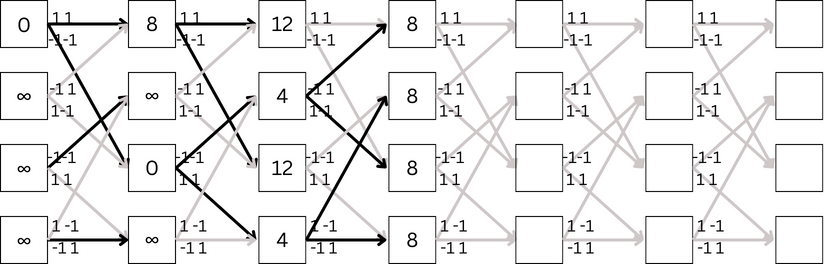 0 1 1 8 1 1 12 1 1 8 1 1 1 1 1 1
-1-1 -1-1 -1-1 -1-1 -1-1 -1-1
∞ -1 1 ∞ -1 1 4 -1 1 8 -1 1 -1 1 -1 1
1-1 1-1 1-1 1-1 1-1 1-1
∞ -1-1 0 -1-1 12 -1-1 8 -1-1 -1-1 -1-1
1 1 1 1 1 1 1 1 1 1 1 1
∞ 1 -1 ∞ 1 -1 4 1 -1 8 1 -1 1 -1 1 -1
-1 1 -1 1 -1 1 -1 1 -1 1 -1 1